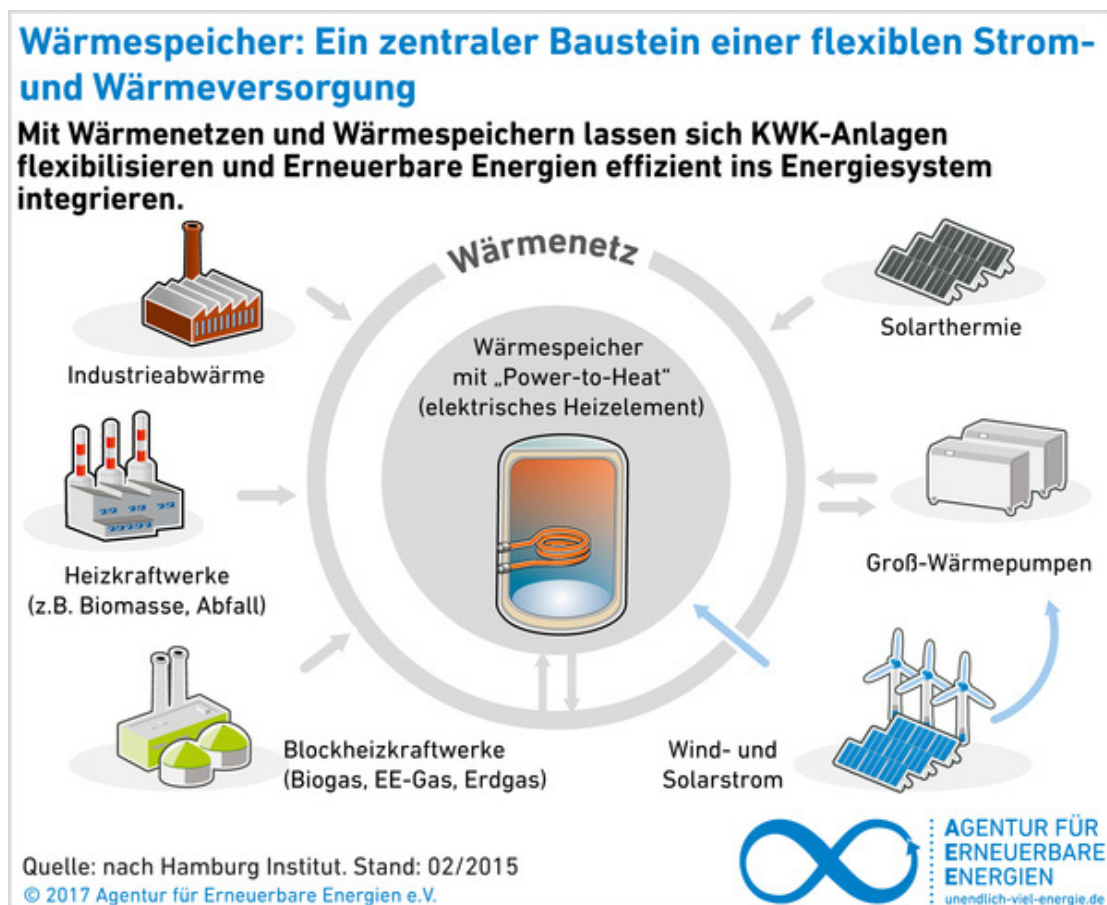 Wärmespeicher: Ein zentraler Baustein einer flexiblen Strom-
und Wärmeversorgung
Mit Wärmenetzen und Wärmespeichern lassen sich KWK-Anlagen
flexibilisieren und Erneuerbare Energien effizient ins Energiesystem
integrieren.
Wärmenetz
Industrieabwärme
Solarthermie
Wärmespeicher
mit „Power-to-Heat“
(elektrisches Heizelement)
Heizkraftwerke
(z.B. Biomasse, Abfall)
Groß-Wärmepumpen
Blockheizkraftwerke
(Biogas, EE-Gas, Erdgas)
Wind- und
Solarstrom
Quelle: nach Hamburg Institut. Stand: 02/2015
© 2017 Agentur für Erneuerbare Energien e.V.
AGENTUR FÜR
ERNEUERBARE
ENERGIEN
unendlich-viel-energie.de